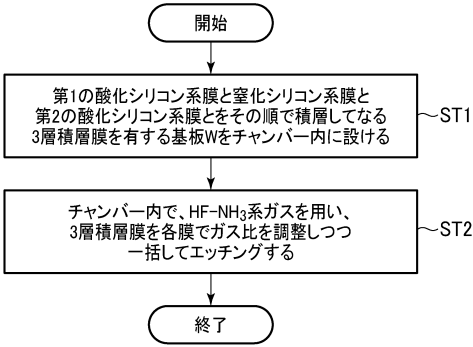 開始
第1の酸化シリコン系膜と窒化シリコン系膜と
第2の酸化シリコン系膜とをその順で積層してなる
3層積層膜を有する基板Wをチャンバー内に設ける
ST1
チャンバー内で、HF-NH₃系ガスを用い、
3層積層膜を各膜でガス比を調整しつつ
一括してエッチングする
ST2
終了